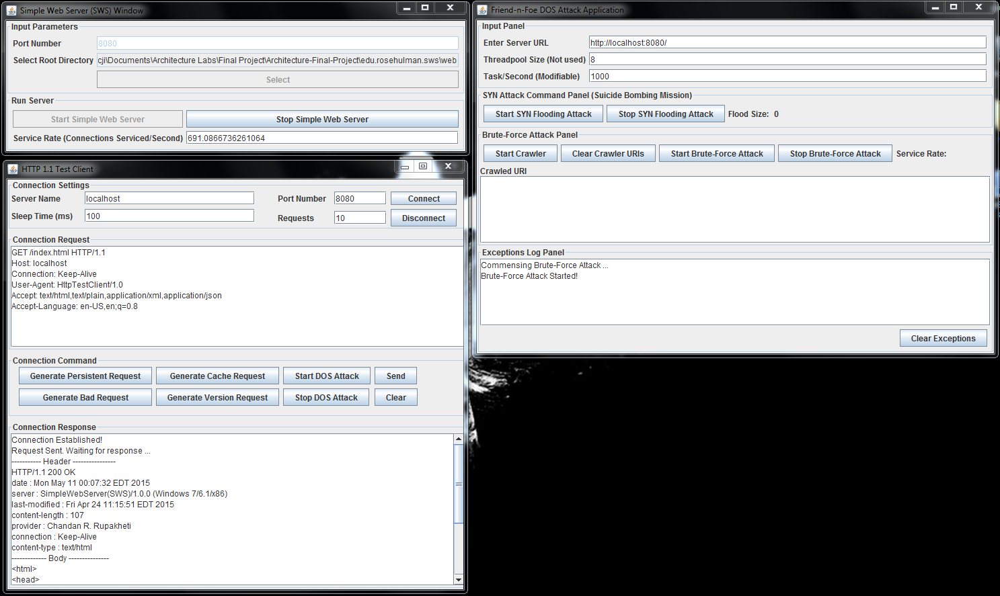 Simple Web Server (SWS) Window
Input Parameters
Port Number 8080
Select Root Directory cji\Documents\Architecture Labs\Final Project\Architecture-Final-Project\edu.rosehulman.sws\web
Select
Run Server
Start Simple Web Server Stop Simple Web Server
Service Rate (Connections Serviced/Second) 691.0866736261064
HTTP 1.1 Test Client
Connection Settings
Server Name localhost Port Number 8080 Connect
Sleep Time (ms) 100 Requests 10 Disconnect
Connection Request
GET /index.html HTTP/1.1
Host: localhost
Connection: Keep-Alive
User-Agent: HttpTestClient/1.0
Accept: text/html,text/plain,application/xml,application/json
Accept-Language: en-US,en;q=0.8
Connection Command
Generate Persistent Request Generate Cache Request Start DOS Attack Send
Generate Bad Request Generate Version Request Stop DOS Attack Clear
Connection Response
Connection Established!
Request Sent. Waiting for response ...
----------- Header ----------------
HTTP/1.1 200 OK
date : Mon May 11 00:07:32 EDT 2015
server : SimpleWebServer(SWS)/1.0.0 (Windows 7/6.1/x86)
last-modified : Fri Apr 24 11:15:51 EDT 2015
content-length : 107
provider : Chandan R. Rupakheti
connection : Keep-Alive
content-type : text/html
------------- Body ---------------
<html>
<head>
Friend-n-Foe DOS Attack Application
Input Panel
Enter Server URL http://localhost:8080/
Threadpool Size (Not used) 8
Task/Second (Modifiable) 1000
SYN Attack Command Panel (Suicide Bombing Mission)
Start SYN Flooding Attack Stop SYN Flooding Attack Flood Size: 0
Brute-Force Attack Panel
Start Crawler Clear Crawler URIs Start Brute-Force Attack Stop Brute-Force Attack Service Rate:
Crawled URI
Exceptions Log Panel
Commensing Brute-Force Attack ...
Brute-Force Attack Started!
Clear Exceptions